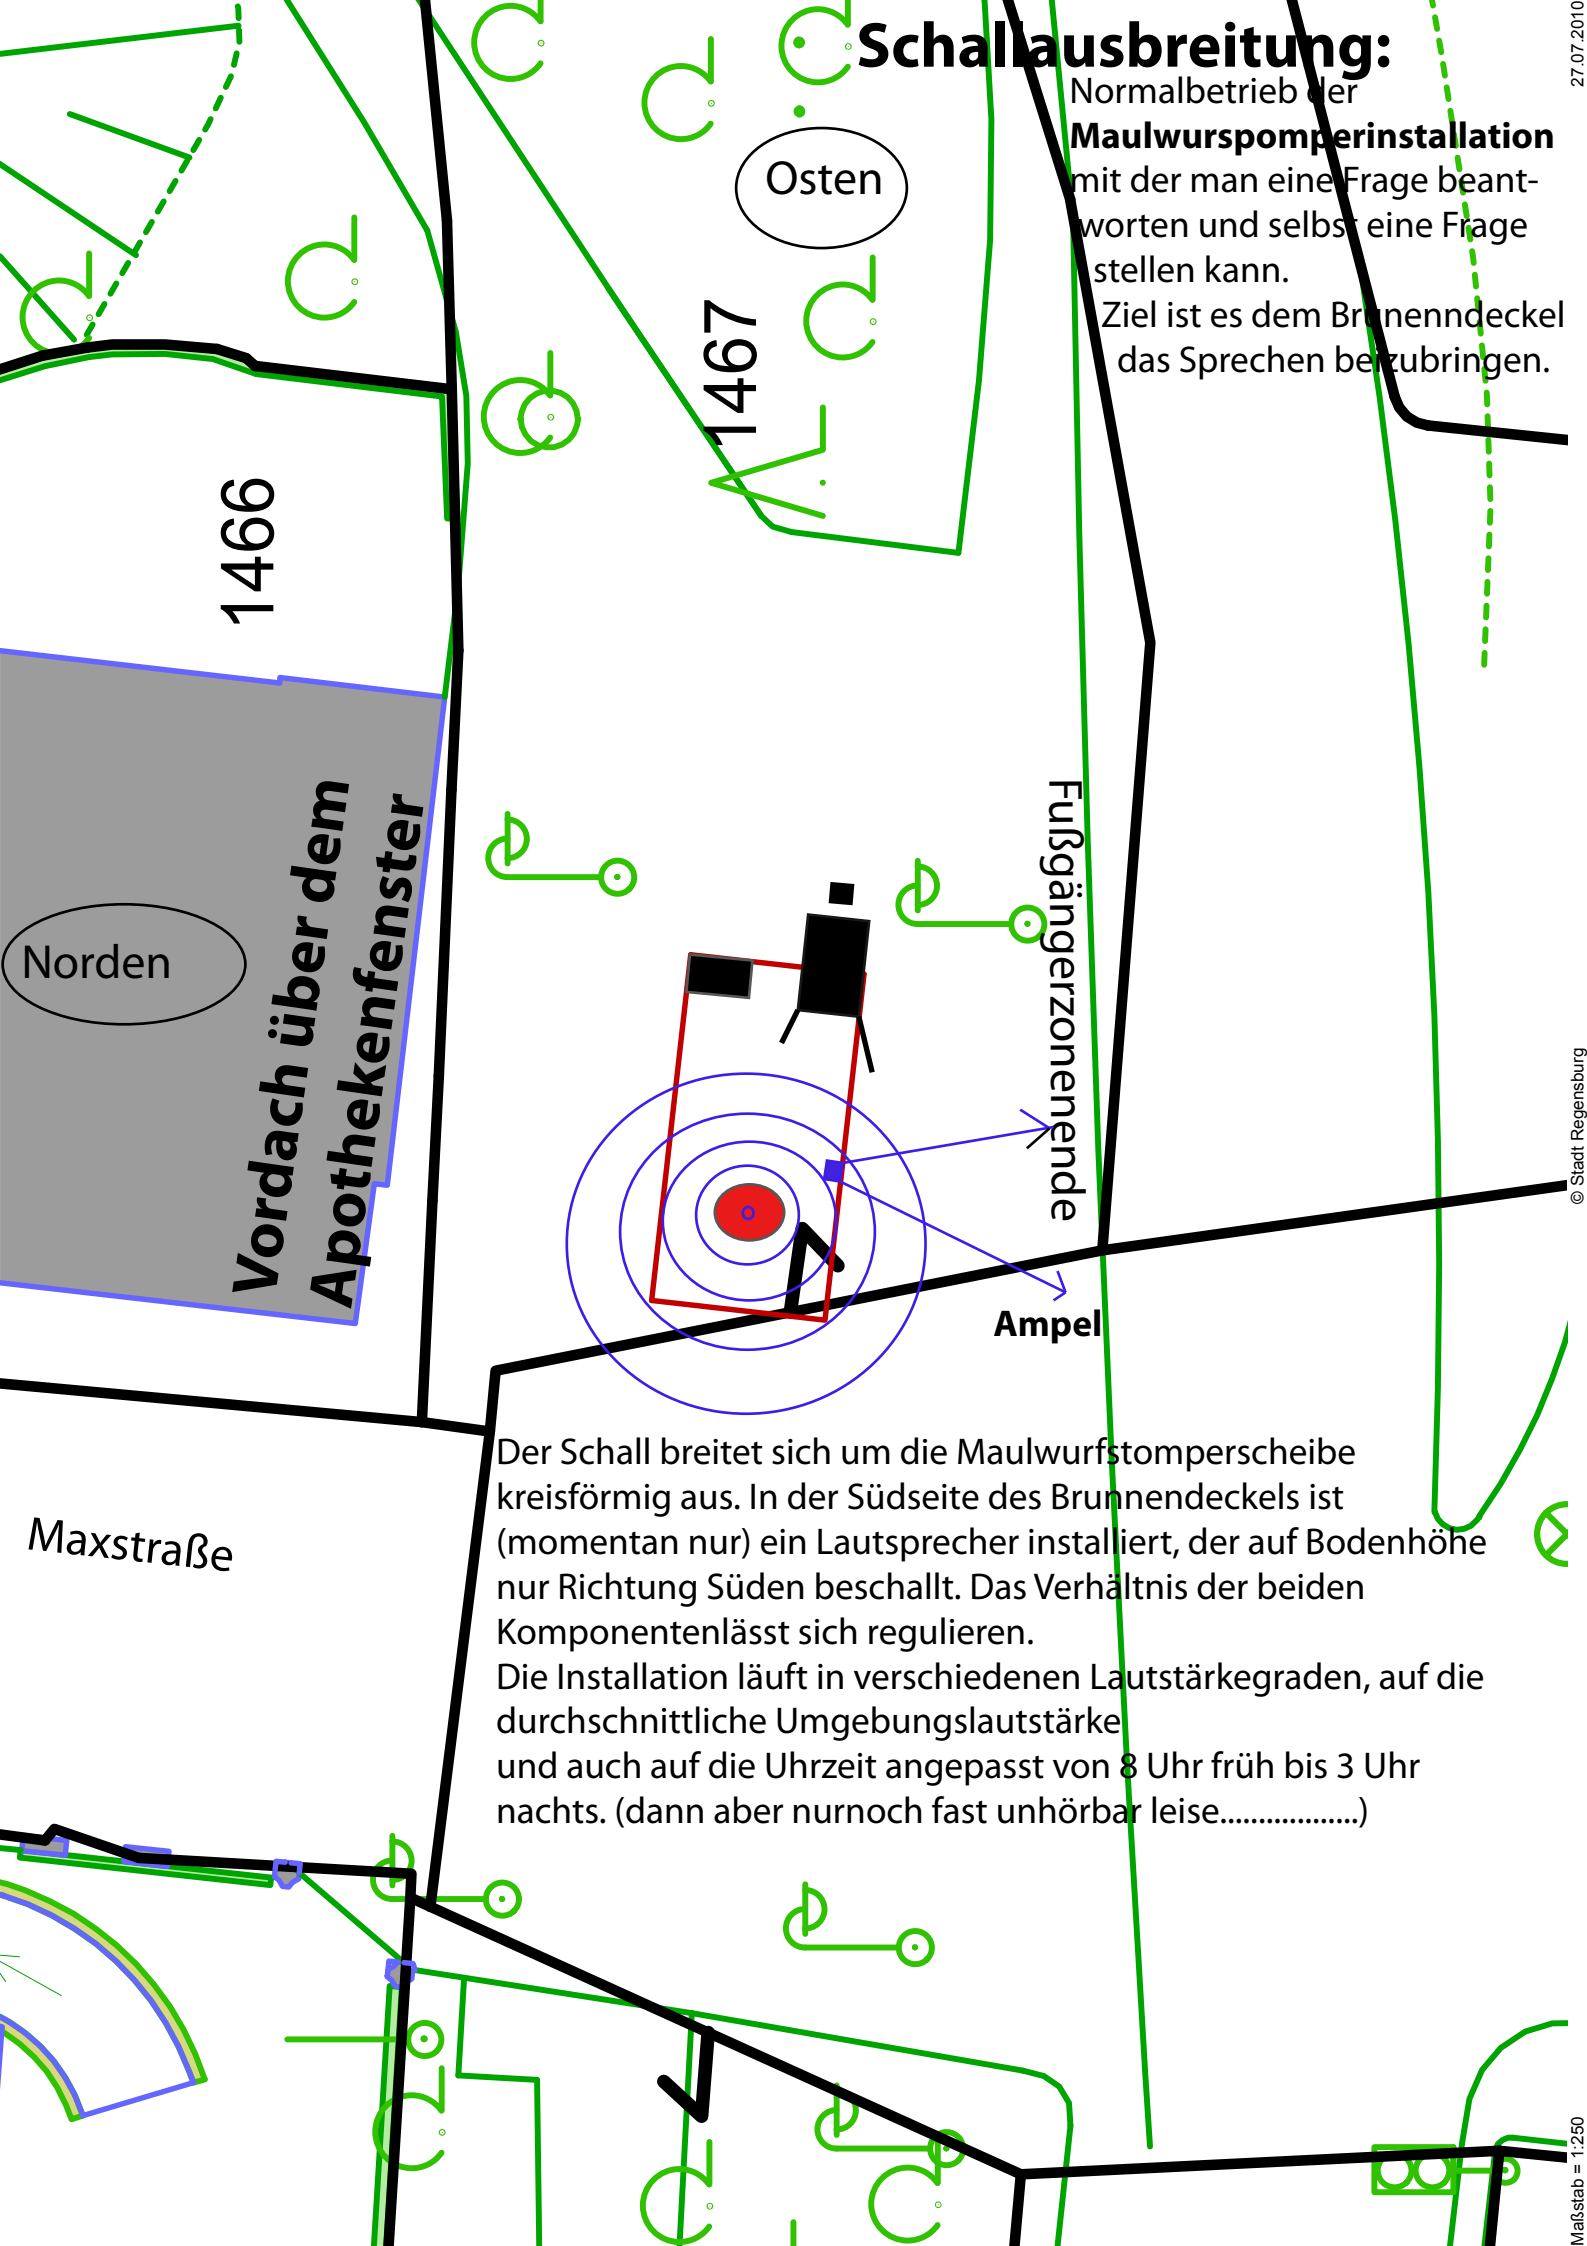 Schallausbreitung:
Normalbetrieb der
Maulwurspomperinstallation
mit der man eine Frage beant-
worten und selbst eine Frage
stellen kann.
Ziel ist es dem Brunenndeckel
das Sprechen beizubringen.
27.07.2010
Osten
1467
1466
Fußgängerzonenende
Vordach über dem
Apothekenfenster
Norden
© Stadt Regensburg
Ampel
Der Schall breitet sich um die Maulwurfstomperscheibe
kreisförmig aus. In der Südseite des Brunnendeckels ist
(momentan nur) ein Lautsprecher installiert, der auf Bodenhöhe
nur Richtung Süden beschallt. Das Verhältnis der beiden
Komponentenlässt sich regulieren.
Die Installation läuft in verschiedenen Lautstärkegraden, auf die
durchschnittliche Umgebungslautstärke
und auch auf die Uhrzeit angepasst von 8 Uhr früh bis 3 Uhr
nachts. (dann aber nurnoch fast unhörbar leise..................)
Maxstraße
Maßstab = 1:250